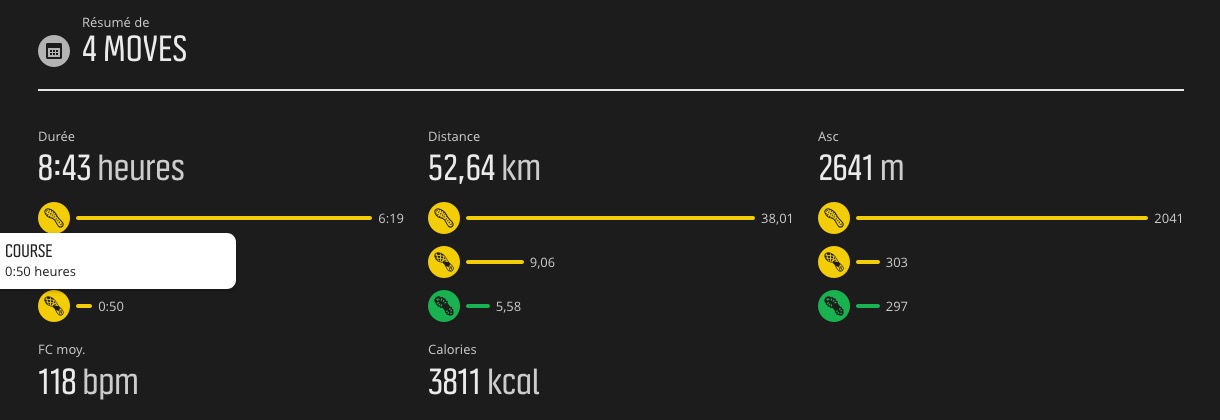 Résumé de
4 MOVES
Durée
8:43 heures
6:19
COURSE
0:50 heures
0:50
FC moy.
118 bpm
Distance
52,64 km
38,01
9,06
5,58
Calories
3811 kcal
Asc
2641 m
2041
303
297